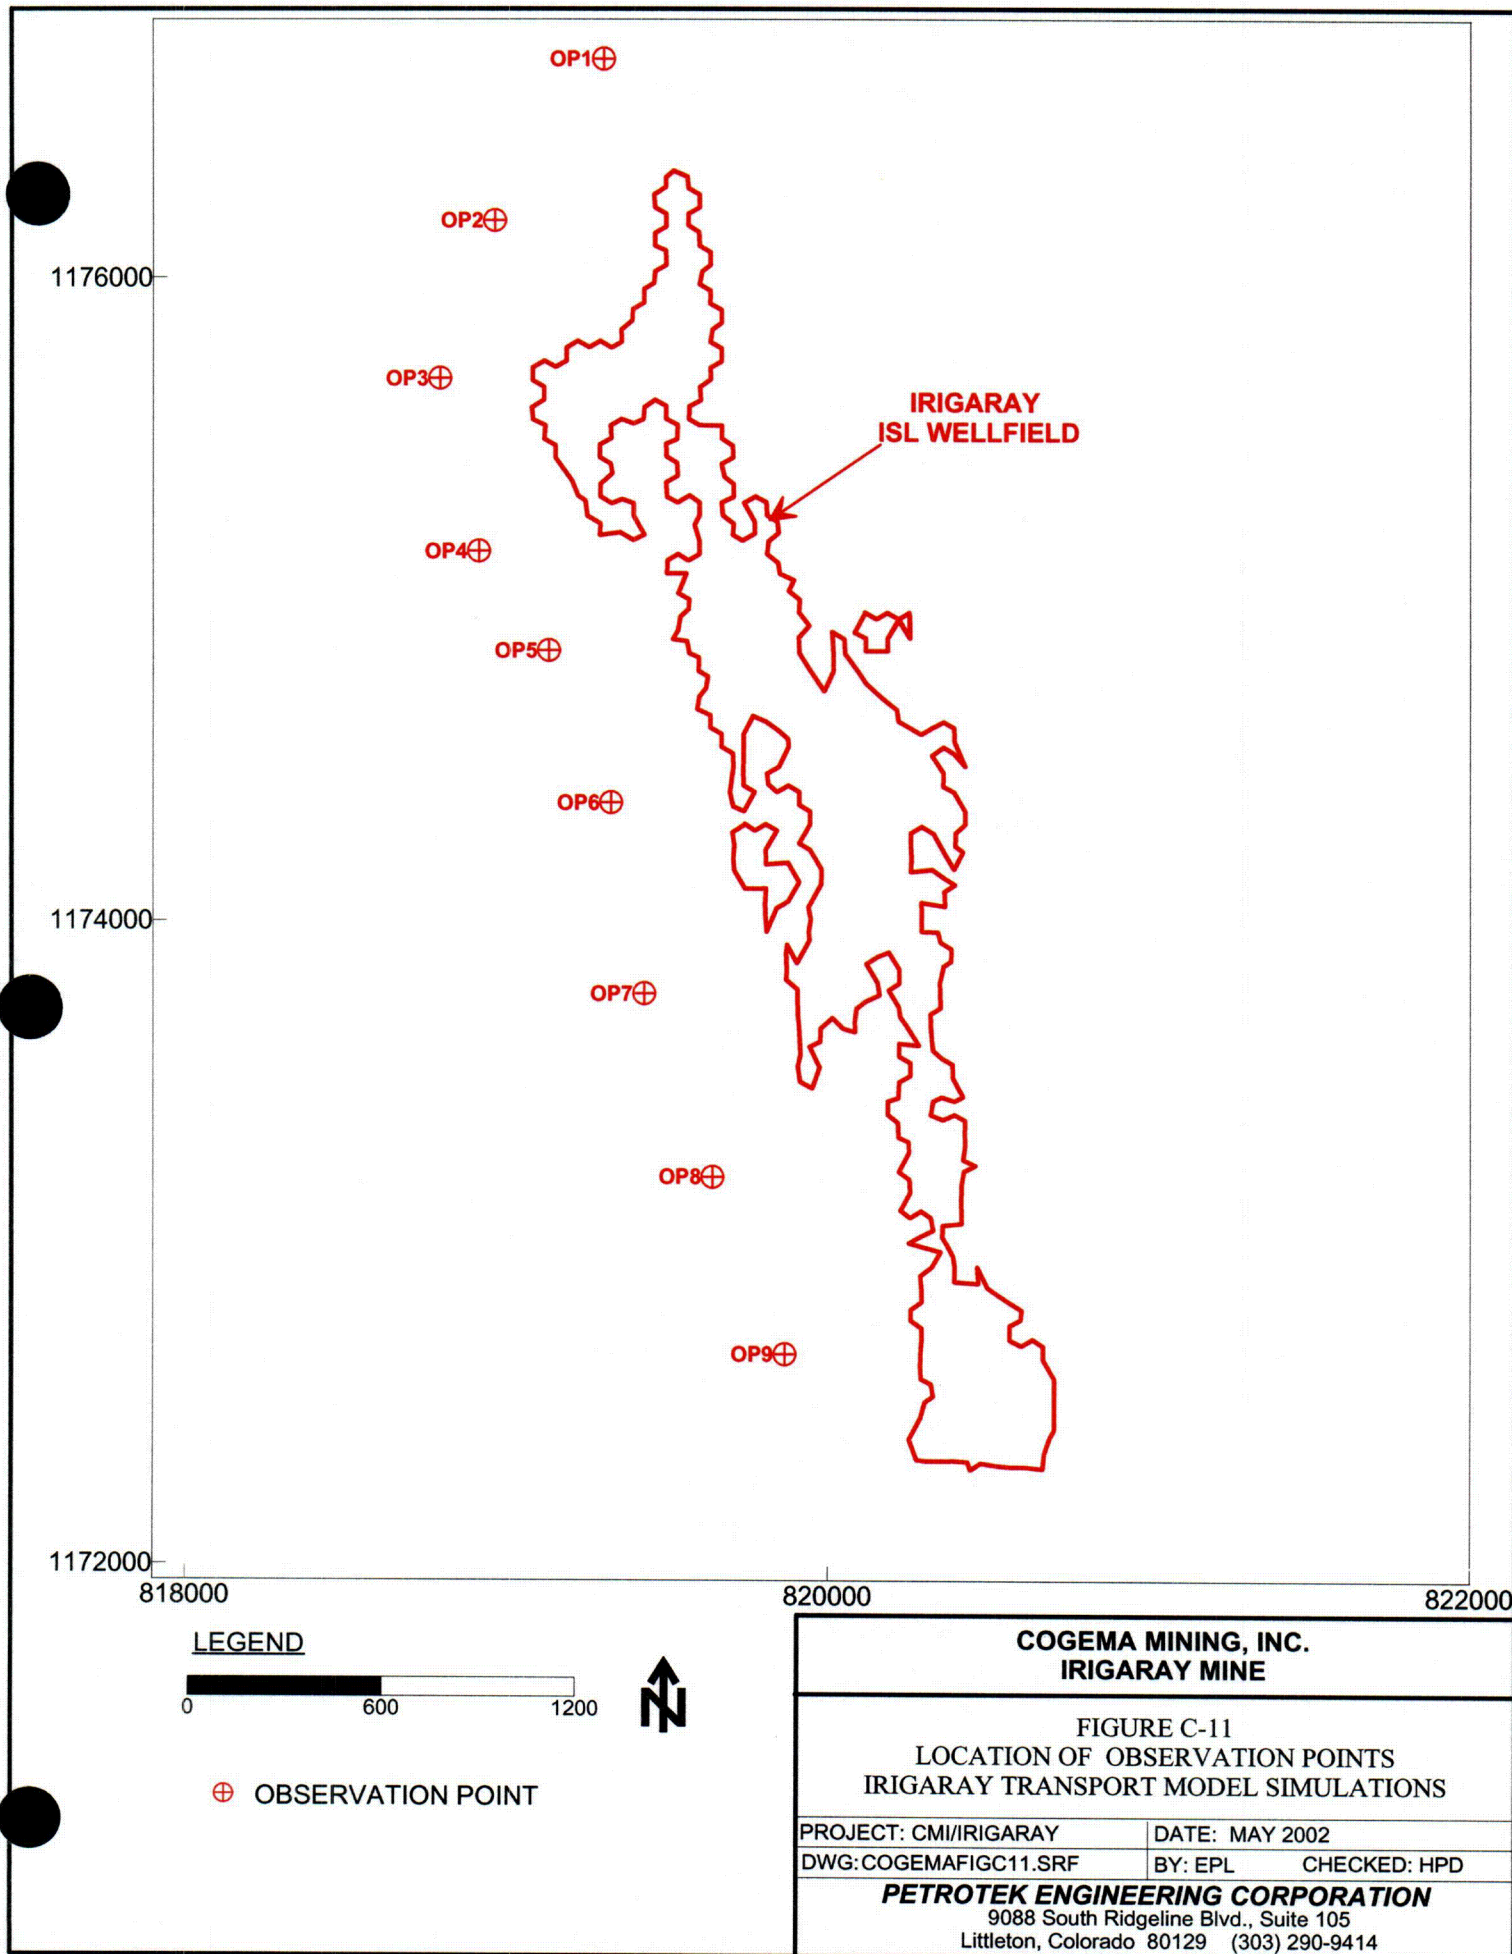 OP1
OP2
1176000
OP3
IRIGARAY
ISL WELLFIELD
OP4
OP5
OP6
1174000
OP7
OP8
OP9
1172000
818000
820000
822000
LEGEND
0
600
1200
N
OBSERVATION POINT
COGEMA MINING, INC.
IRIGARAY MINE
FIGURE C-11
LOCATION OF OBSERVATION POINTS
IRIGARAY TRANSPORT MODEL SIMULATIONS
PROJECT: CMI/IRIGARAY
DATE: MAY 2002
DWG:COGEMAFIGC11.SRF
BY: EPL CHECKED: HPD
PETROTEK ENGINEERING CORPORATION
9088 South Ridgeline Blvd., Suite 105
Littleton, Colorado 80129 (303) 290-9414